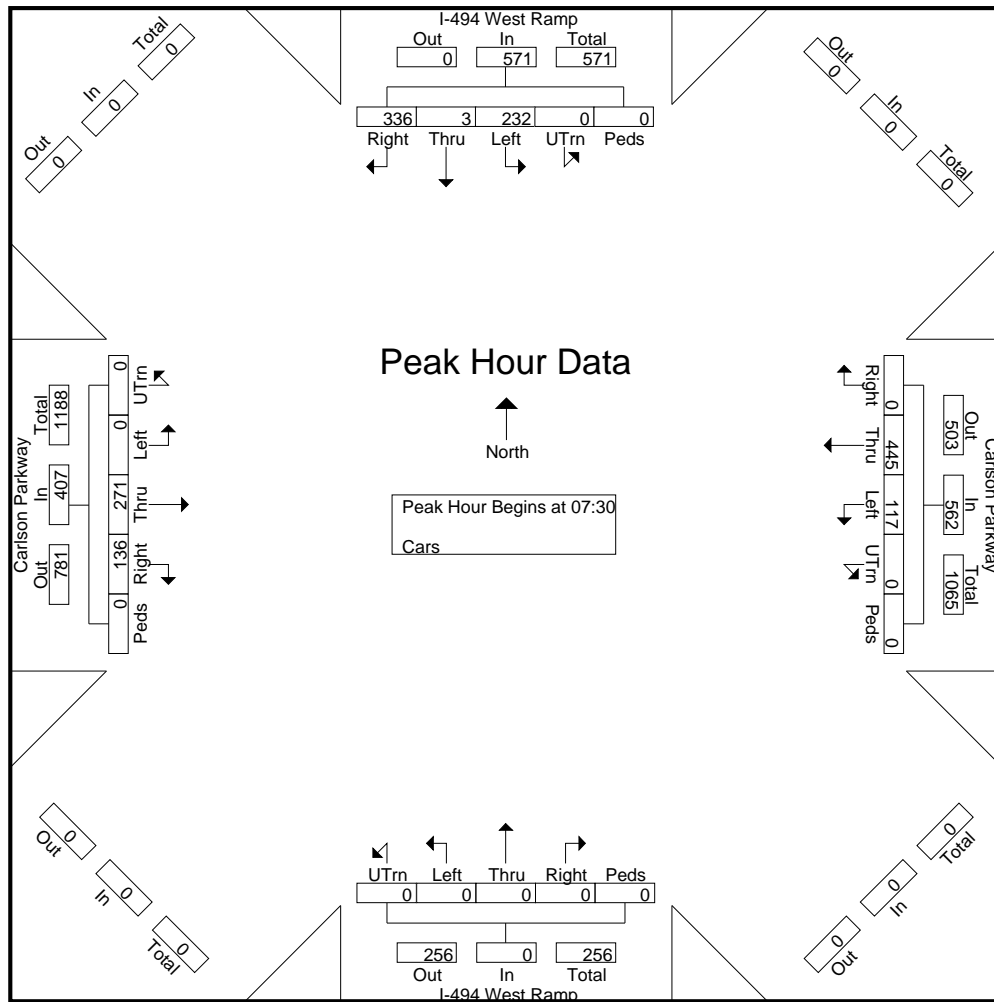 I-494 West Ramp
Out In Total
0 571 571
336 3 232 0 0
Right Thru Left UTrn Peds
Total
0
In
0
Out
0
Out
0
In
0
Total
0
Carlson Parkway
Total In Out
1188 407 781
0 0 271 136 0
UTrn Left Thru Right Peds
Peak Hour Data
North
Peak Hour Begins at 07:30
Cars
Right Thru Left UTrn Peds
0 445 117 0 0
Out In Total
503 562 1065
Carlson Parkway
Out
0
In
0
Total
0
Total
0
In
0
Out
0
UTrn Left Thru Right Peds
0 0 0 0 0
256 0 256
Out In Total
I-494 West Ramp